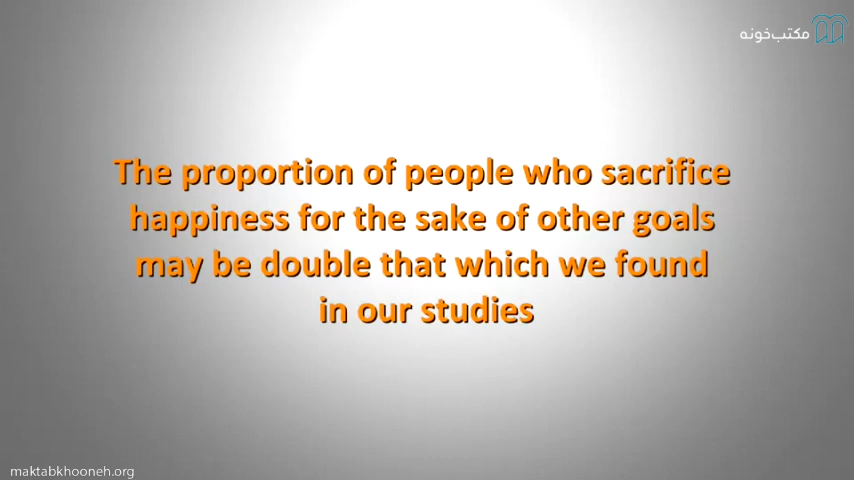 مکتب‌خونه
The proportion of people who sacrifice
happiness for the sake of other goals
may be double that which we found
in our studies
maktabkhooneh.org